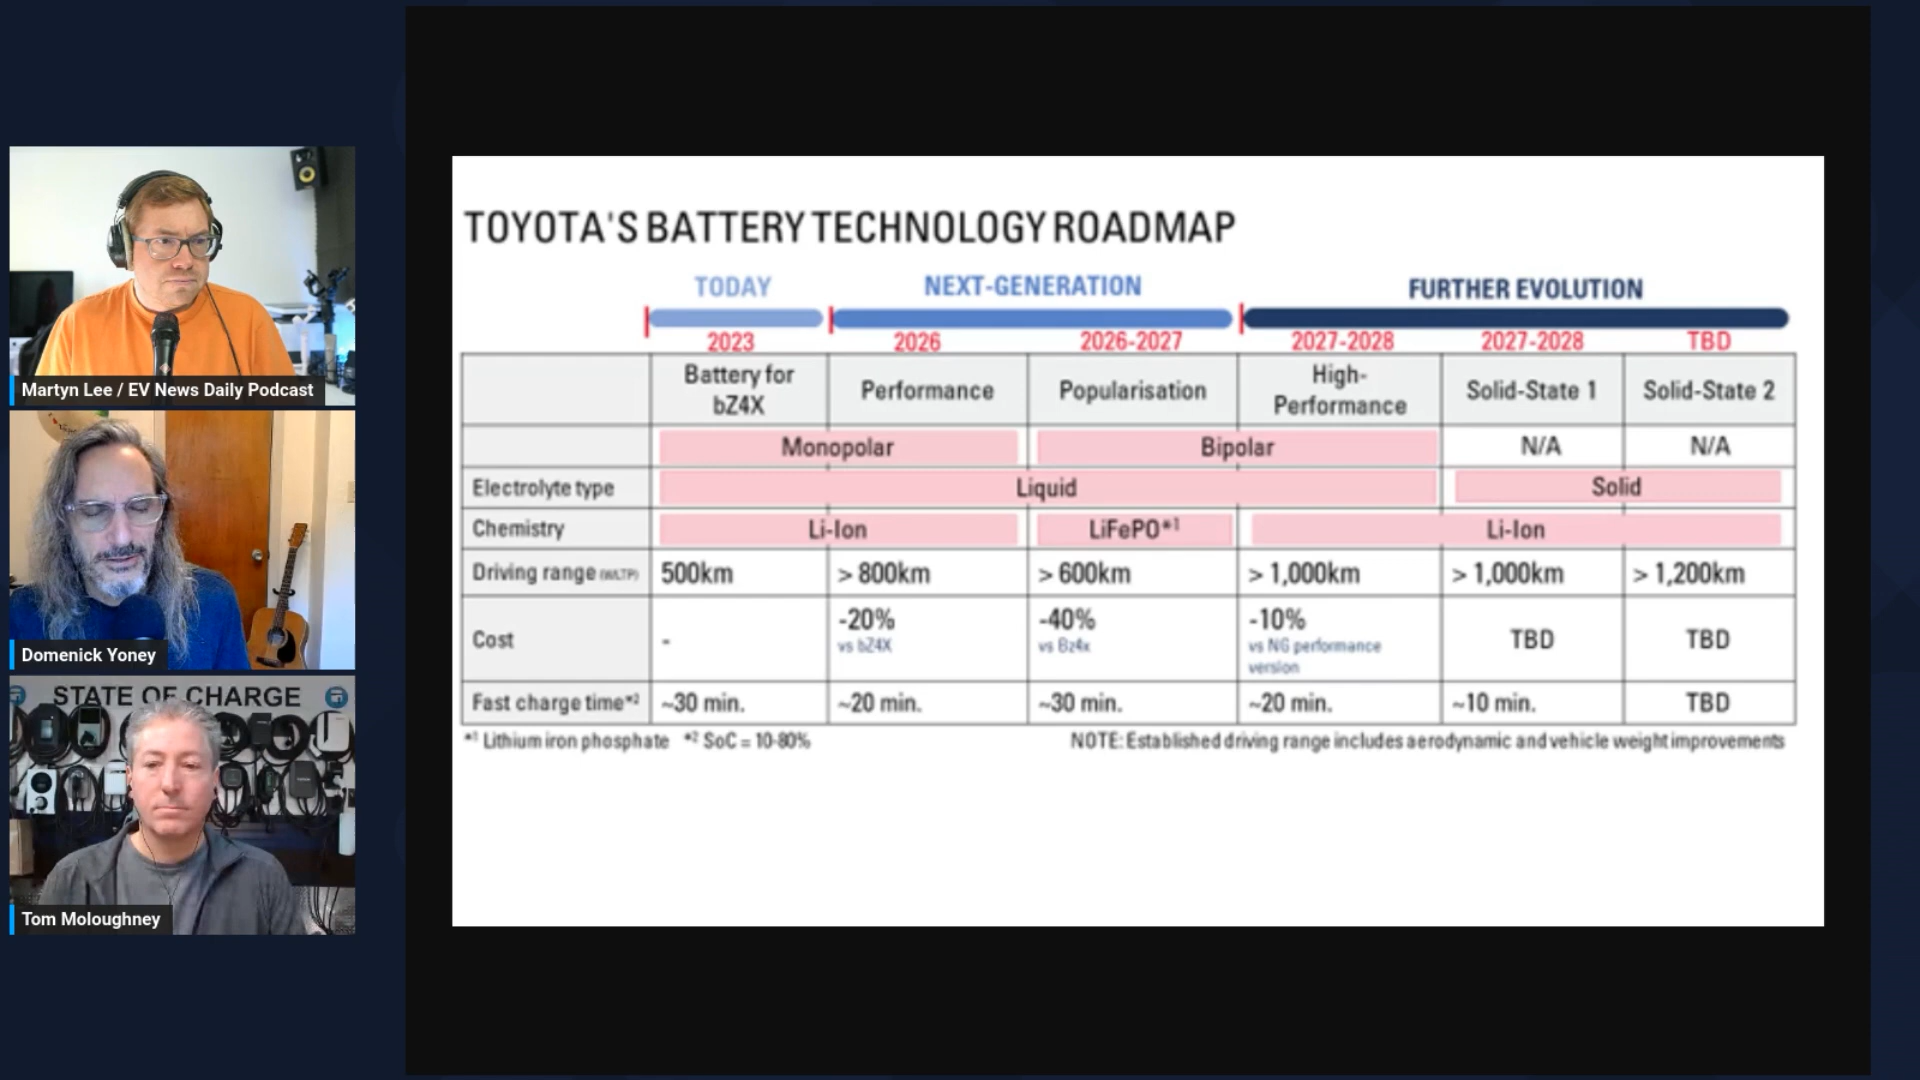 Martyn Lee / EV News Daily Podcast
Domenick Yoney
STATE OF CHARGE
Tom Moloughney
TOYOTA'S BATTERY TECHNOLOGY ROADMAP
TODAY NEXT-GENERATION FURTHER EVOLUTION
2023 2026 2026-2027 2027-2028 2027-2028 TBD
Battery for bZ4X Performance Popularisation High-Performance Solid-State 1 Solid-State 2
Monopolar Bipolar N/A N/A
Electrolyte type Liquid Solid
Chemistry Li-Ion LiFePO*1 Li-Ion
Driving range (WLTP) 500km > 800km > 600km > 1,000km > 1,000km > 1,200km
Cost - -20% vs bZ4X -40% vs Bz4x -10% vs NG performance version TBD TBD
Fast charge time*2 ~30 min. ~20 min. ~30 min. ~20 min. ~10 min. TBD
*1 Lithium iron phosphate *2 SoC = 10-80% NOTE: Established driving range includes aerodynamic and vehicle weight improvements